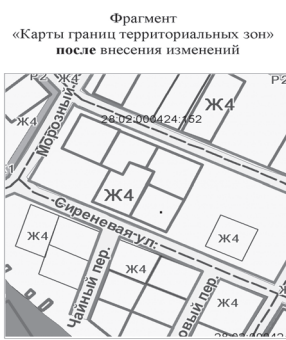 Фрагмент
«Карты границ территориальных зон»
после внесения изменений
Ж4
Ж4
28:02:000424:152
Морозный
Ж4
Сиреневая ул.
Ж4
Ж4
Чайный пер.
Ж4
Ж4
пер.